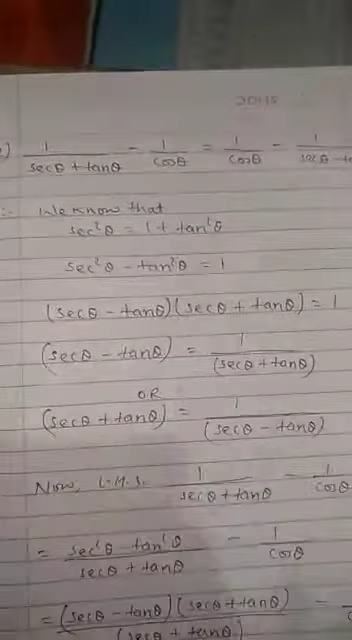 1/(secθ + tanθ) - 1/cosθ = 1/cosθ - 1/(secθ - ta
:- We know that
sec²θ = 1 + tan²θ
sec²θ - tan²θ = 1
(secθ - tanθ)(secθ + tanθ) = 1
(secθ - tanθ) = 1/(secθ + tanθ)
OR
(secθ + tanθ) = 1/(secθ - tanθ)
Now, L.H.S. 1/(secθ + tanθ) - 1/cosθ
= (sec²θ - tan²θ)/(secθ + tanθ) - 1/cosθ
= (secθ - tanθ)(secθ + tanθ)/(secθ + tanθ) -